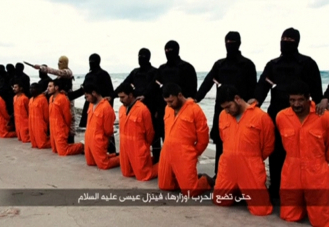 حتى تضع الحرب أوزارها، فينزل عيسى عليه السلام